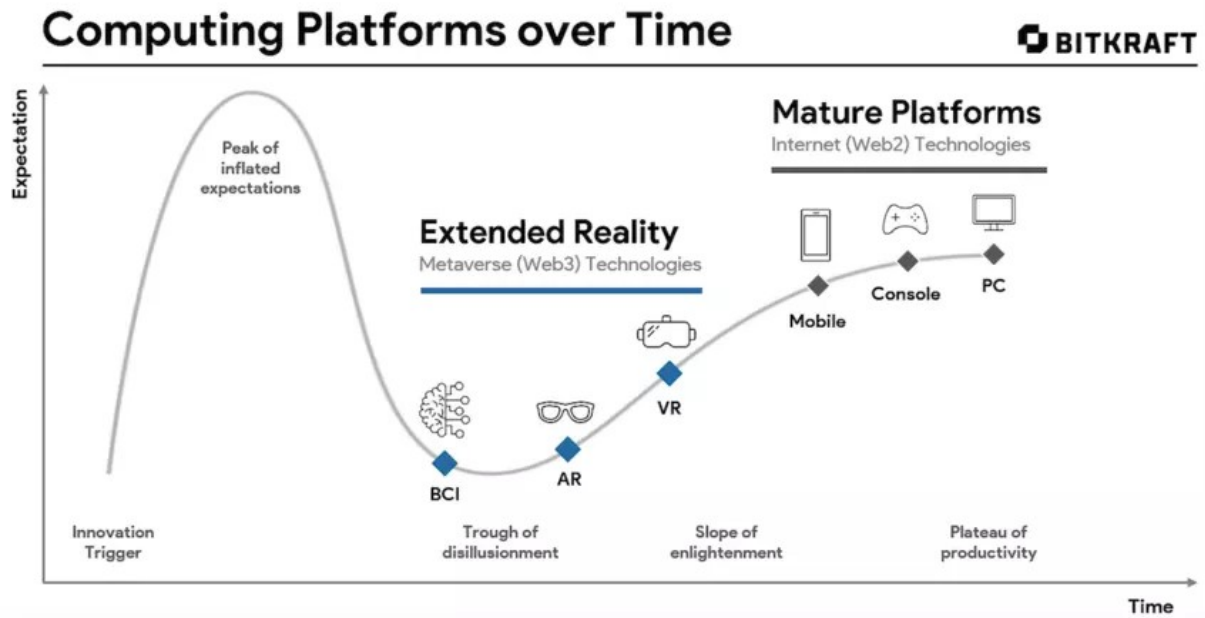 Computing Platforms over Time
BITKRAFT
Expectation
Peak of
inflated
expectations
Mature Platforms
Internet (Web2) Technologies
Extended Reality
Metaverse (Web3) Technologies
Mobile
Console
PC
VR
AR
BCI
Innovation
Trigger
Trough of
disillusionment
Slope of
enlightenment
Plateau of
productivity
Time